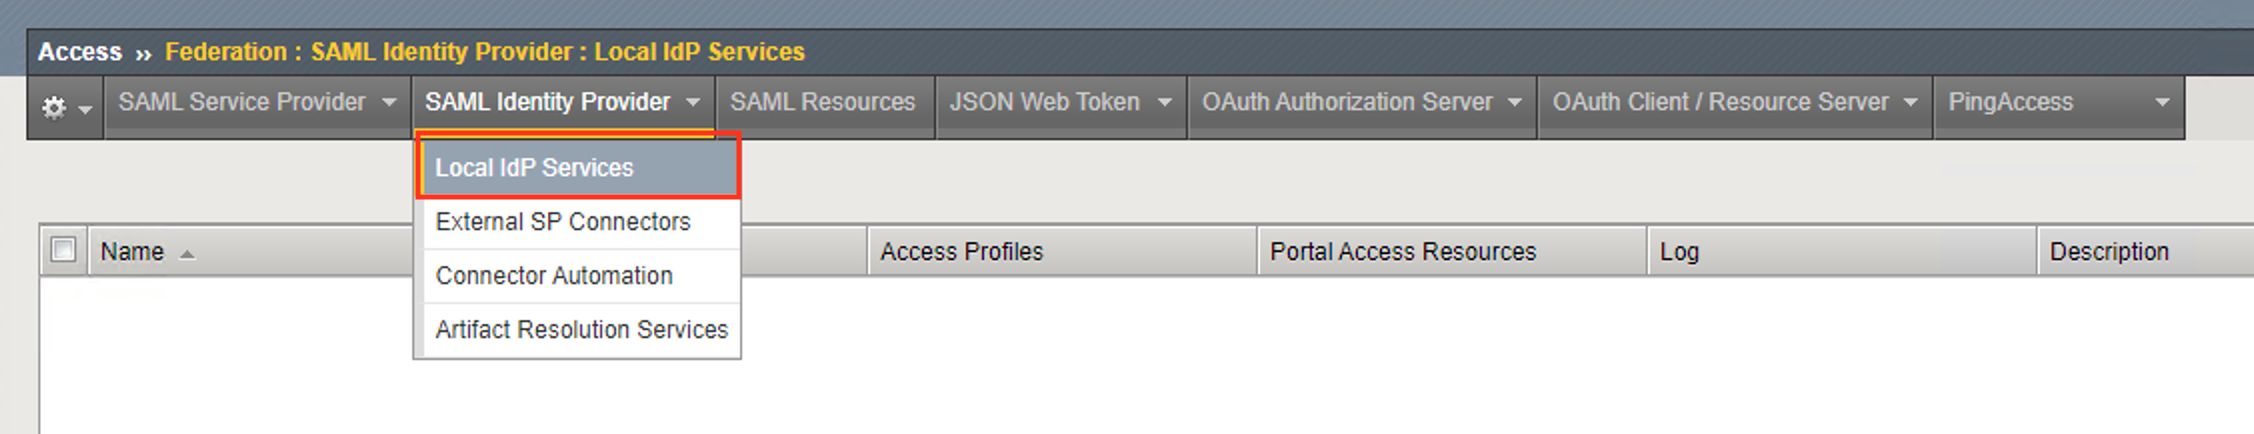 Access ›› Federation : SAML Identity Provider : Local IdP Services
SAML Service Provider SAML Identity Provider SAML Resources JSON Web Token OAuth Authorization Server OAuth Client / Resource Server PingAccess
Local IdP Services
External SP Connectors
Name Access Profiles Portal Access Resources Log Description
Connector Automation
Artifact Resolution Services